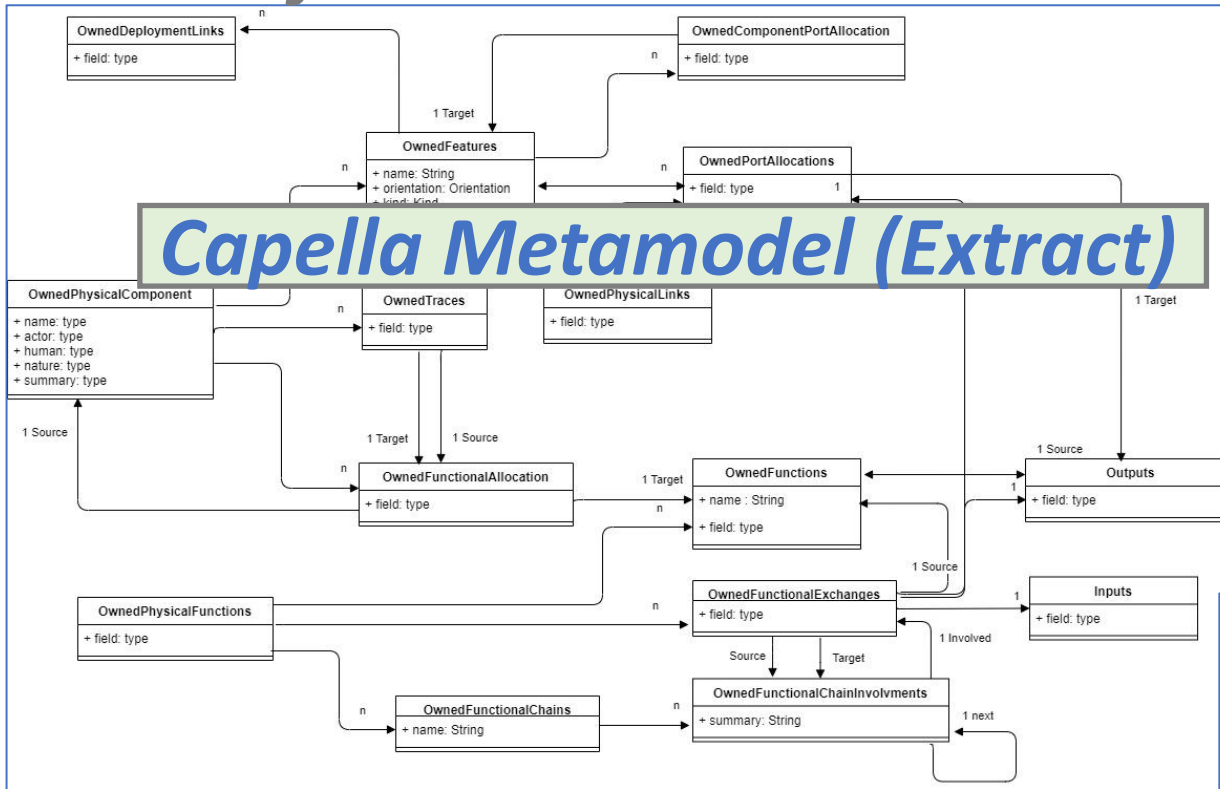 n
OwnedDeploymentLinks
+ field: type
OwnedComponentPortAllocation
+ field: type
n
1 Target
OwnedFeatures
+ name: String
+ orientation: Orientation
+ kind: Kind
n
n
OwnedPortAllocations
+ field: type
1
Capella Metamodel (Extract)
OwnedPhysicalComponent
+ name: type
+ actor: type
+ human: type
+ nature: type
+ summary: type
n
OwnedTraces
+ field: type
OwnedPhysicalLinks
+ field: type
1 Target
1 Source
1 Target
1 Source
n
OwnedFunctionalAllocation
+ field: type
1 Target
n
OwnedFunctions
+ name : String
+ field: type
1 Source
1
Outputs
+ field: type
1 Source
OwnedPhysicalFunctions
+ field: type
n
OwnedFunctionalExchanges
+ field: type
1
Inputs
+ field: type
1 Involved
Source
Target
n
OwnedFunctionalChains
+ name: String
n
OwnedFunctionalChainInvolvments
+ summary: String
1 next